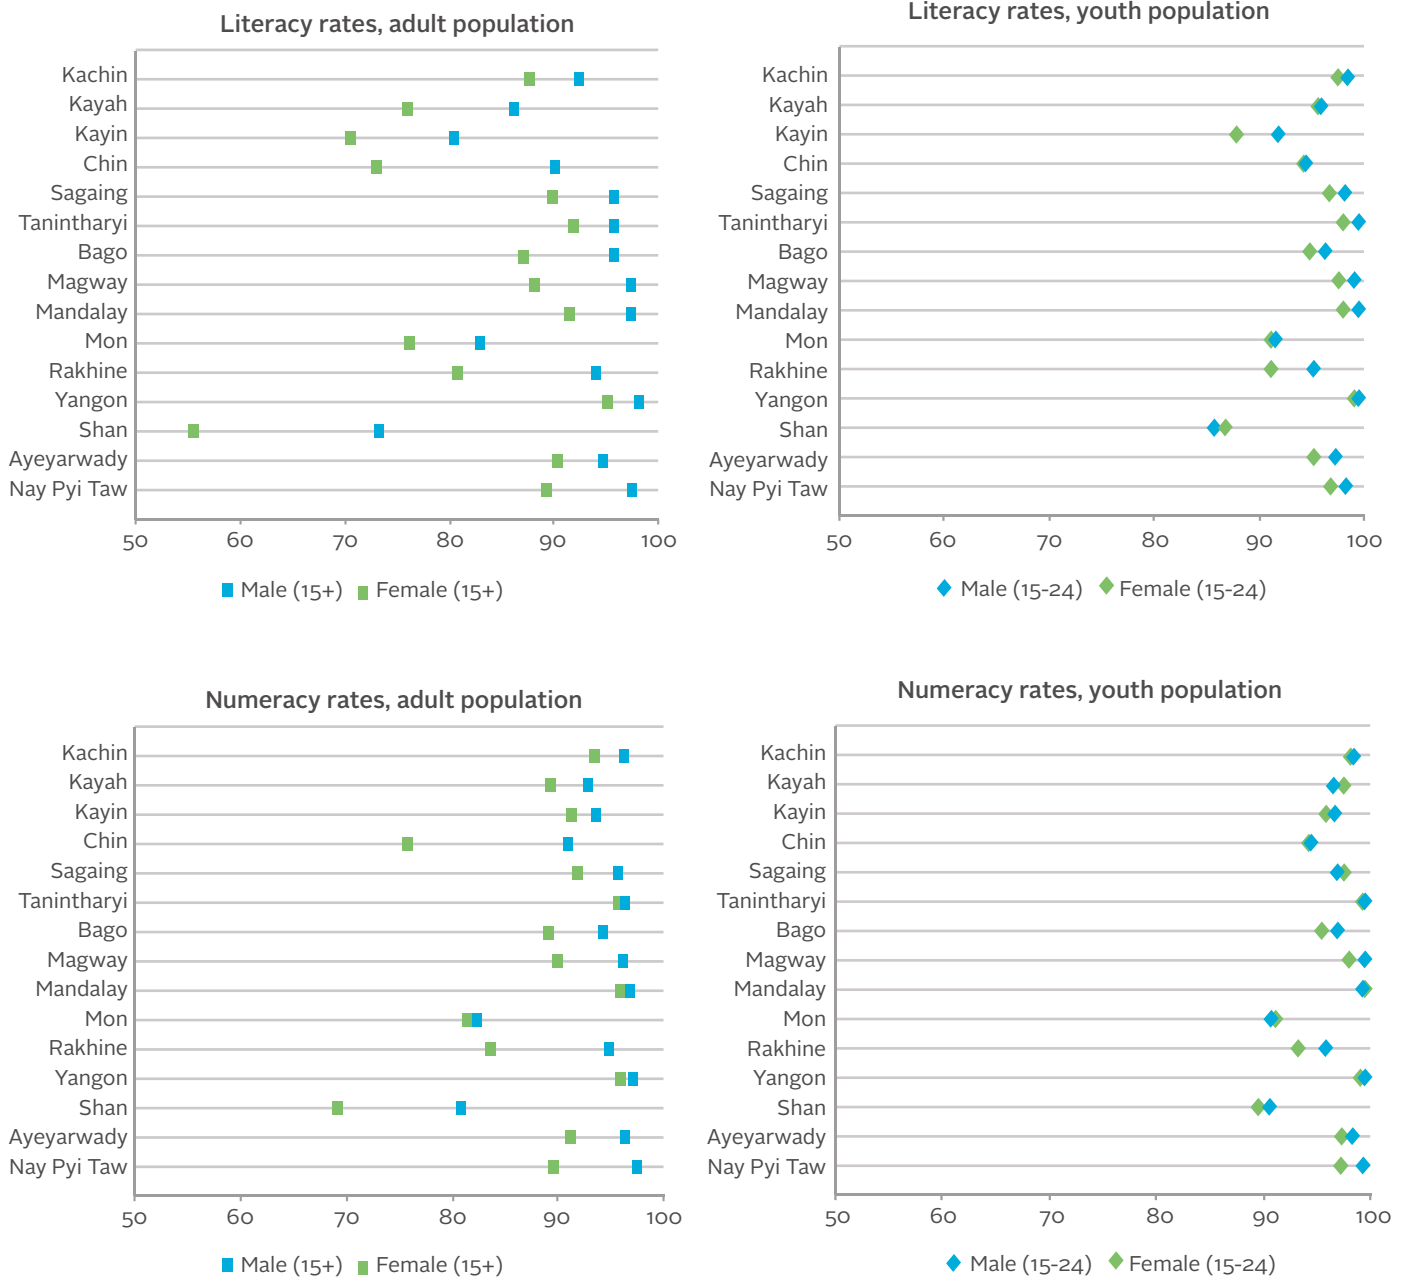 Literacy rates, adult population
Kachin
Kayah
Kayin
Chin
Sagaing
Tanintharyi
Bago
Magway
Mandalay
Mon
Rakhine
Yangon
Shan
Ayeyarwady
Nay Pyi Taw
50 60 70 80 90 100
Male (15+) Female (15+)
Literacy rates, youth population
Kachin
Kayah
Kayin
Chin
Sagaing
Tanintharyi
Bago
Magway
Mandalay
Mon
Rakhine
Yangon
Shan
Ayeyarwady
Nay Pyi Taw
50 60 70 80 90 100
Male (15-24) Female (15-24)
Numeracy rates, adult population
Kachin
Kayah
Kayin
Chin
Sagaing
Tanintharyi
Bago
Magway
Mandalay
Mon
Rakhine
Yangon
Shan
Ayeyarwady
Nay Pyi Taw
50 60 70 80 90 100
Male (15+) Female (15+)
Numeracy rates, youth population
Kachin
Kayah
Kayin
Chin
Sagaing
Tanintharyi
Bago
Magway
Mandalay
Mon
Rakhine
Yangon
Shan
Ayeyarwady
Nay Pyi Taw
50 60 70 80 90 100
Male (15-24) Female (15-24)